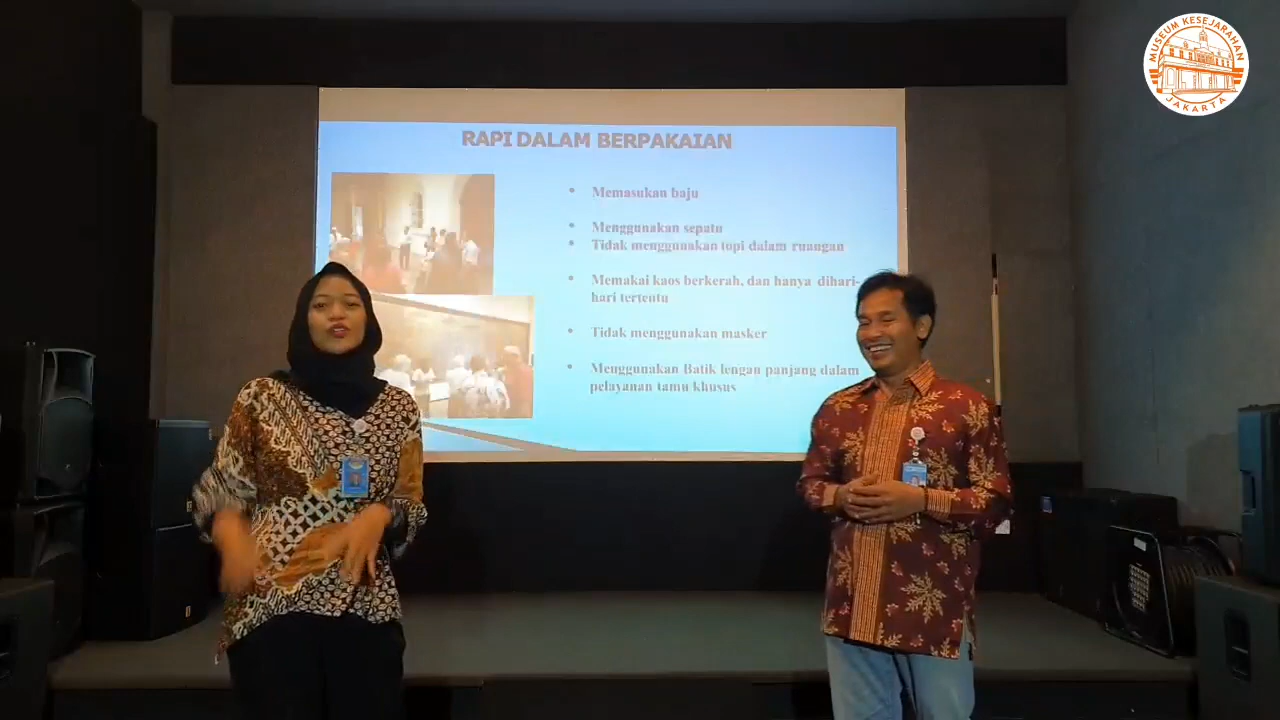 MUSEUM KESEJARAHAN
JAKARTA
RAPI DALAM BERPAKAIAN
• Memasukan baju
• Menggunakan sepatu
• Tidak menggunakan topi dalam ruangan
• Memakai kaos berkerah, dan hanya dihari-
hari tertentu
• Tidak menggunakan masker
• Menggunakan Batik lengan panjang dalam
pelayanan tamu khusus